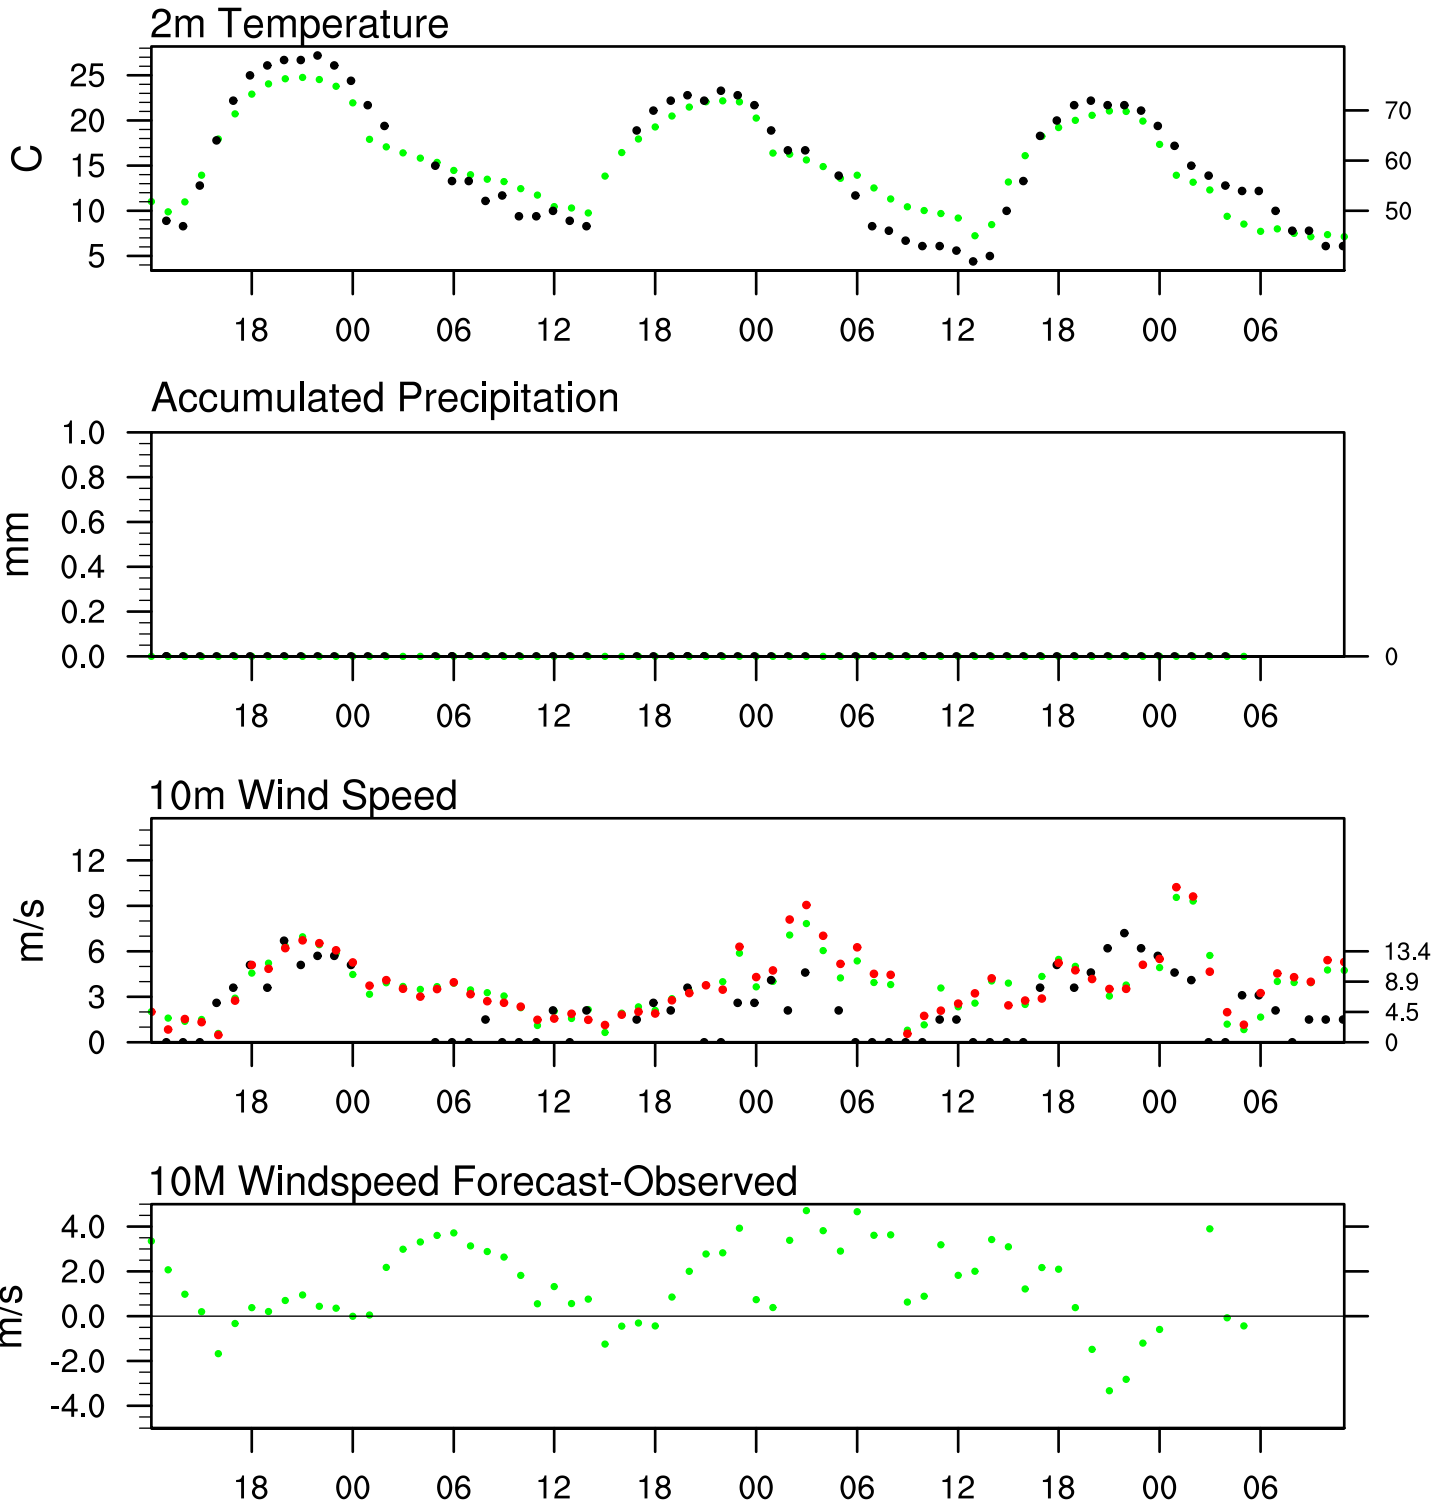 2m Temperature
25
20
15
10
5
C
70
60
50
18 00 06 12 18 00 06 12 18 00 06
Accumulated Precipitation
1.0
0.8
0.6
0.4
0.2
0.0
mm
0
18 00 06 12 18 00 06 12 18 00 06
10m Wind Speed
12
9
6
3
0
m/s
13.4
8.9
4.5
0
18 00 06 12 18 00 06 12 18 00 06
10M Windspeed Forecast-Observed
4.0
2.0
0.0
-2.0
-4.0
m/s
18 00 06 12 18 00 06 12 18 00 06